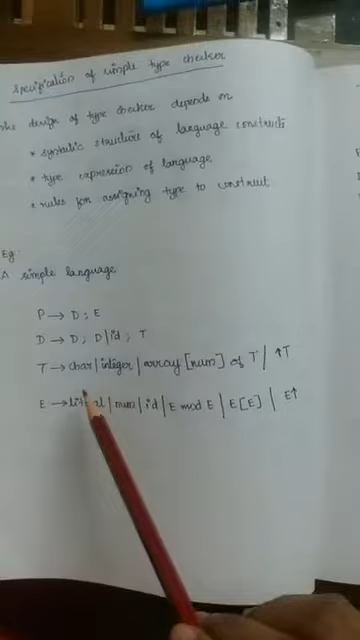 Specification of simple type checker
The design of type checker depends on
* syntatic structure of language constructs
* type expression of language
* rules for assigning type to construct
Eg:
A simple language
P → D ; E
D → D ; D | id ; T
T → char | integer | array [num] of T / ↑T
E → literal | num | id | E mod E | E [E] | E↑